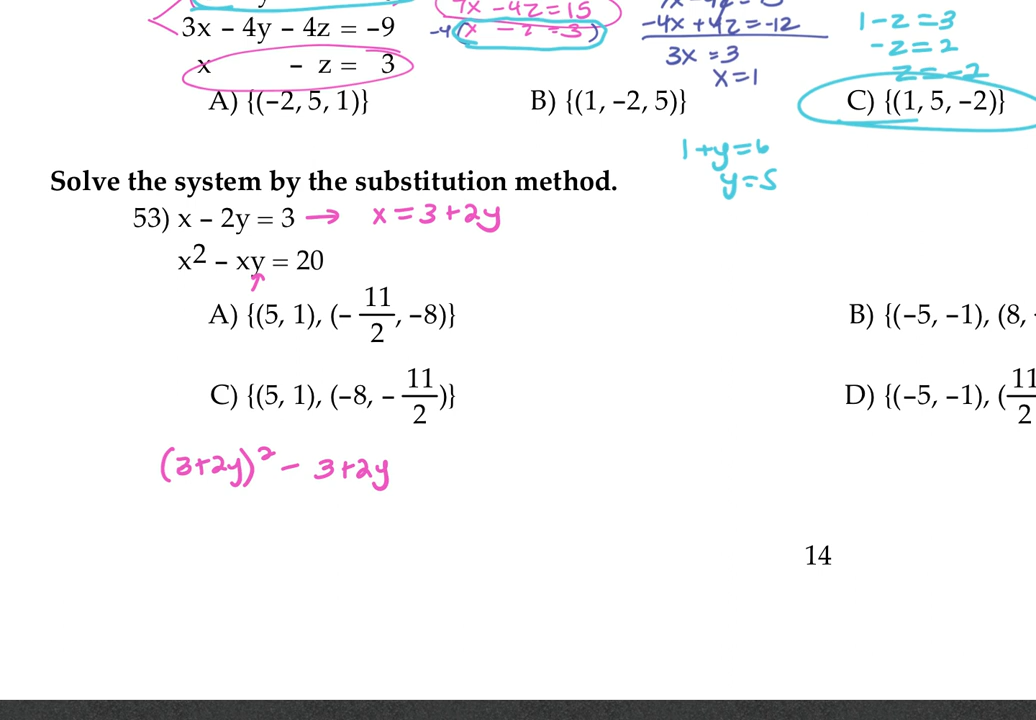 7x - 4z = 15
3x – 4y – 4z = –9
-4(x - z = 3)
-4x + 4z = -12
1 - z = 3
x – z = 3
3x = 3
-z = 2
x = 1
z = -2
A) {(–2, 5, 1)}
B) {(1, –2, 5)}
C) {(1, 5, –2)}
1 + y = 6
y = 5
Solve the system by the substitution method.
53) x – 2y = 3 → x = 3 + 2y
x2 – xy = 20
A) {(5, 1), (– 11/2, –8)}
B) {(–5, –1), (8,
C) {(5, 1), (–8, – 11/2)}
D) {(–5, –1), (11/2
(3+2y)² - 3+2y
14